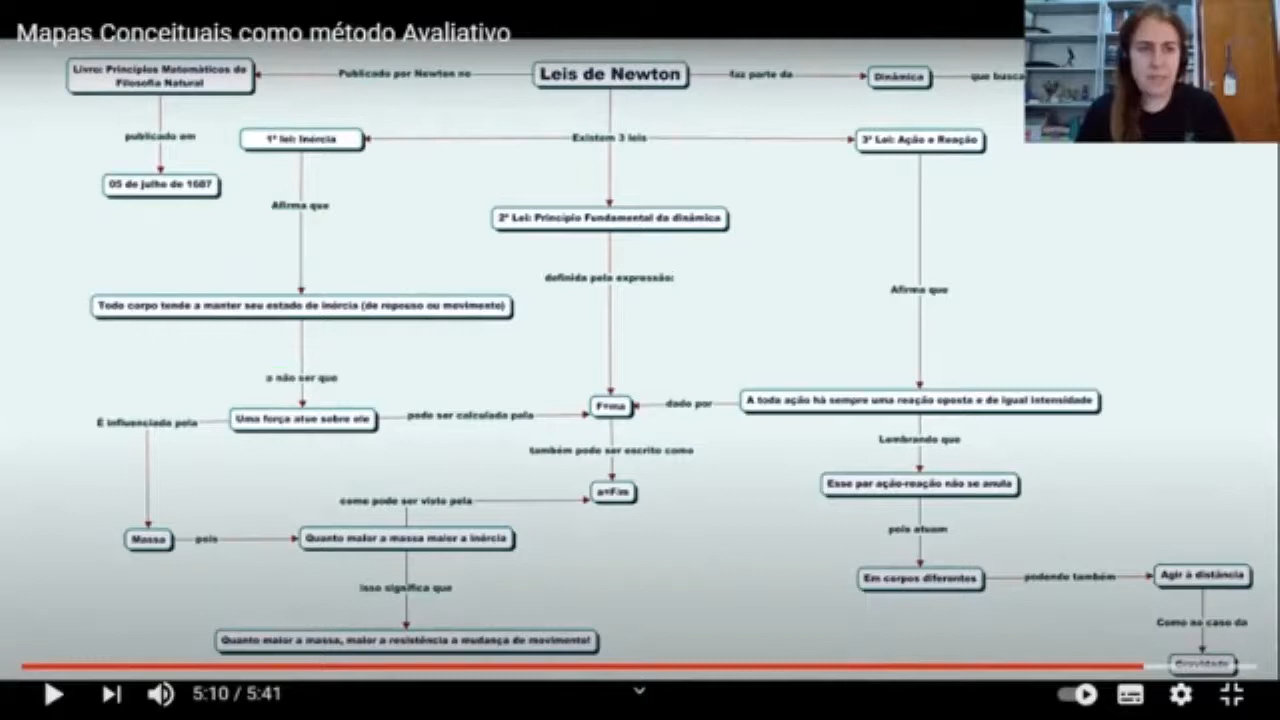 Mapas Conceituais como método Avaliativo
Livro: Princípios Matemáticos de
Filosofia Natural
Publicado por Newton no
Leis de Newton
faz parte da
Dinâmica
que busca
publicado em
1ª lei: Inércia
Existem 3 leis
3ª Lei: Ação e Reação
05 de julho de 1687
Afirma que
2ª Lei: Princípio Fundamental da dinâmica
definida pela expressão:
Afirma que
Todo corpo tende a manter seu estado de inércia (de repouso ou movimento)
a não ser que
Uma força atue sobre ele
pode ser calculada pela
F=ma
dado por
A toda ação há sempre uma reação oposta e de igual intensidade
É influenciada pela
também pode ser escrito como
Lembrando que
a=F/m
Esse par ação-reação não se anula
como pode ser visto pela
Massa
pois
Quanto maior a massa maior a inércia
pois atuam
Isso significa que
Em corpos diferentes
podendo também
Agir à distância
Como no caso da
Quanto maior a massa, maior a resistência a mudança de movimento!
Gravidade
5:10 / 5:41